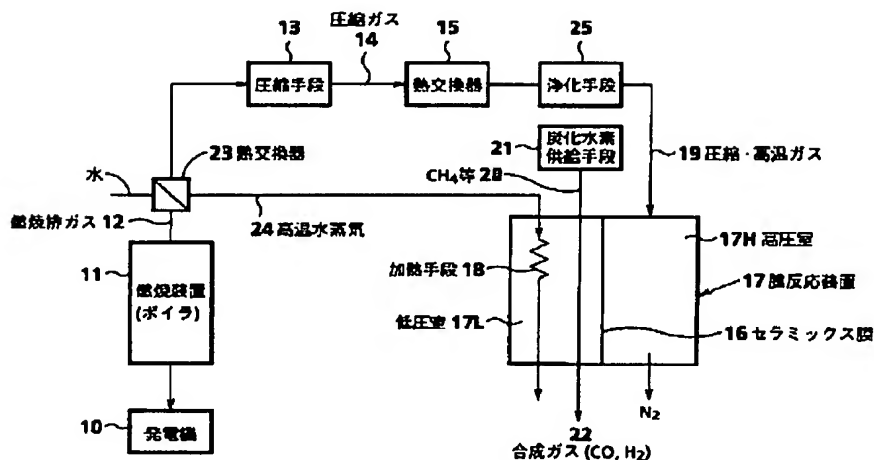 圧縮ガス
13
14
15
25
圧縮手段
熱交換器
浄化手段
21
炭化水素
供給手段
23 熱交換器
19 圧縮・高温ガス
水
CH4等 20
燃焼排ガス 12
24 高温水蒸気
17H 高圧室
11
燃焼装置
(ボイラ)
加熱手段 18
17 膜反応装置
低圧室 17L
16 セラミックス膜
10
発電機
N2
22
合成ガス (CO, H2)